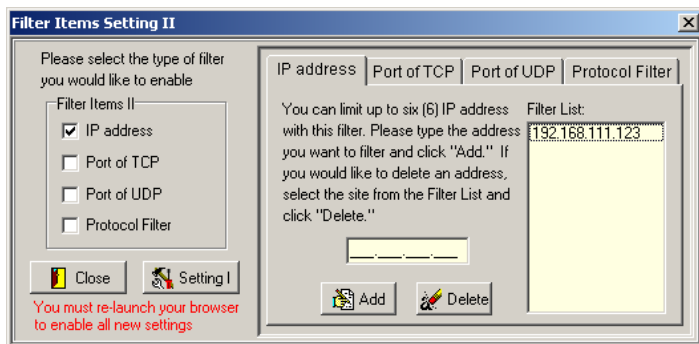 Filter Items Setting II
Please select the type of filter
you would like to enable
Filter Items II
IP address
Port of TCP
Port of UDP
Protocol Filter
Close
Setting I
You must re-launch your browser
to enable all new settings
IP address
Port of TCP
Port of UDP
Protocol Filter
You can limit up to six (6) IP address
with this filter. Please type the address
you want to filter and click "Add." If
you would like to delete an address,
select the site from the Filter List and
click "Delete."
___.___.___.___
Add
Delete
Filter List:
192.168.111.123